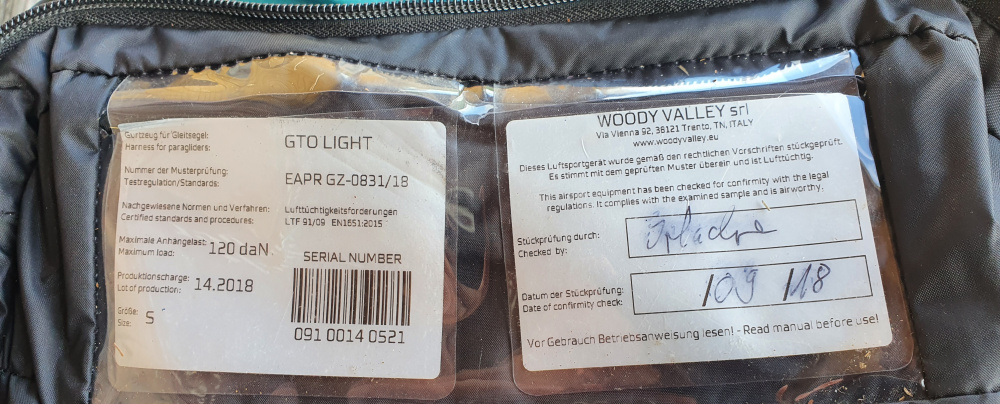 Gurtzeug für Gleitsegel:
Harness for paragliders:
GTO LIGHT
Nummer der Musterprüfung:
Testregulation/Standards:
EAPR GZ-0831/18
Nachgewiesene Normen und Verfahren:
Certified standards and procedures:
Lufttüchtigkeitsforderungen
LTF 91/09 EN1651:2015
Maximale Anhängelast:
Maximum load:
120 daN
Produktionscharge:
Lot of production:
14.2018
Größe:
Size:
S
SERIAL NUMBER
091 0014 0521
WOODY VALLEY srl
Via Vienna 92, 38121 Trento, TN, ITALY
www.woodyvalley.eu
Dieses Luftsportgerät wurde gemäß den rechtlichen Vorschriften stückgeprüft.
Es stimmt mit dem geprüften Muster überein und ist Lufttüchtig.
This airsport equipment has been checked for confirmity with the legal
regulations. It complies with the examined sample and is airworthy.
Stückprüfung durch:
Checked by:
Datum der Stückprüfung:
Date of confirmity check:
/09 /18
Vor Gebrauch Betriebsanweisung lesen! - Read manual before use!